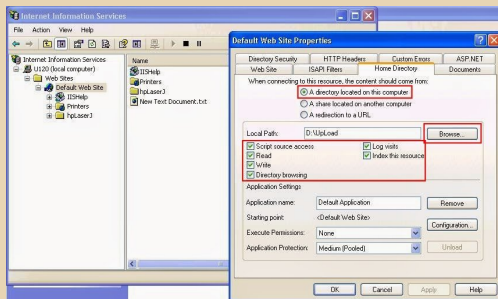 Internet Information Services
File Action View Help
Internet Information Services
U120 (local computer)
Web Sites
Default Web Site
IISHelp
Printers
hpLaserJ
Name
IISHelp
Printers
hpLaserJ
New Text Document.txt
Default Web Site Properties
Directory Security HTTP Headers Custom Errors ASP.NET
Web Site ISAPI Filters Home Directory Documents
When connecting to this resource, the content should come from:
A directory located on this computer
A share located on another computer
A redirection to a URL
Local Path: D:\UpLoad Browse...
Script source access Log visits
Read Index this resource
Write
Directory browsing
Application Settings
Application name: Default Application Remove
Starting point: <Default Web Site>
Configuration...
Execute Permissions: None
Application Protection: Medium (Pooled) Unload
OK Cancel Apply Help